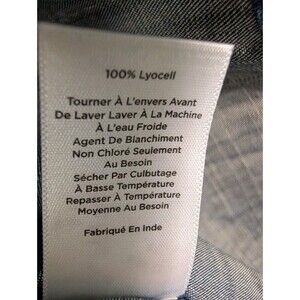 100% Lyocell
Tourner À L'envers Avant
De Laver Laver À La Machine
À L'eau Froide
Agent De Blanchiment
Non Chloré Seulement
Au Besoin
Sécher Par Culbutage
À Basse Température
Repasser À Température
Moyenne Au Besoin
Fabriqué En Inde